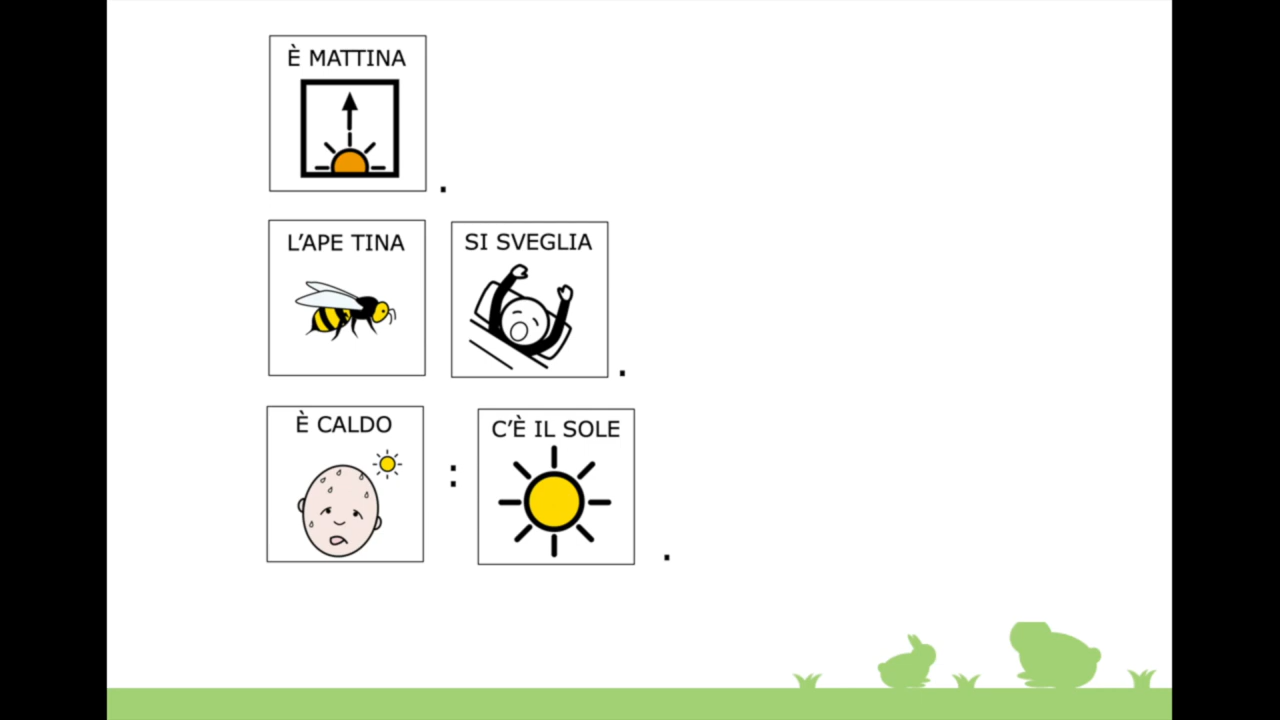 È MATTINA .
L'APE TINA SI SVEGLIA .
È CALDO : C'È IL SOLE .